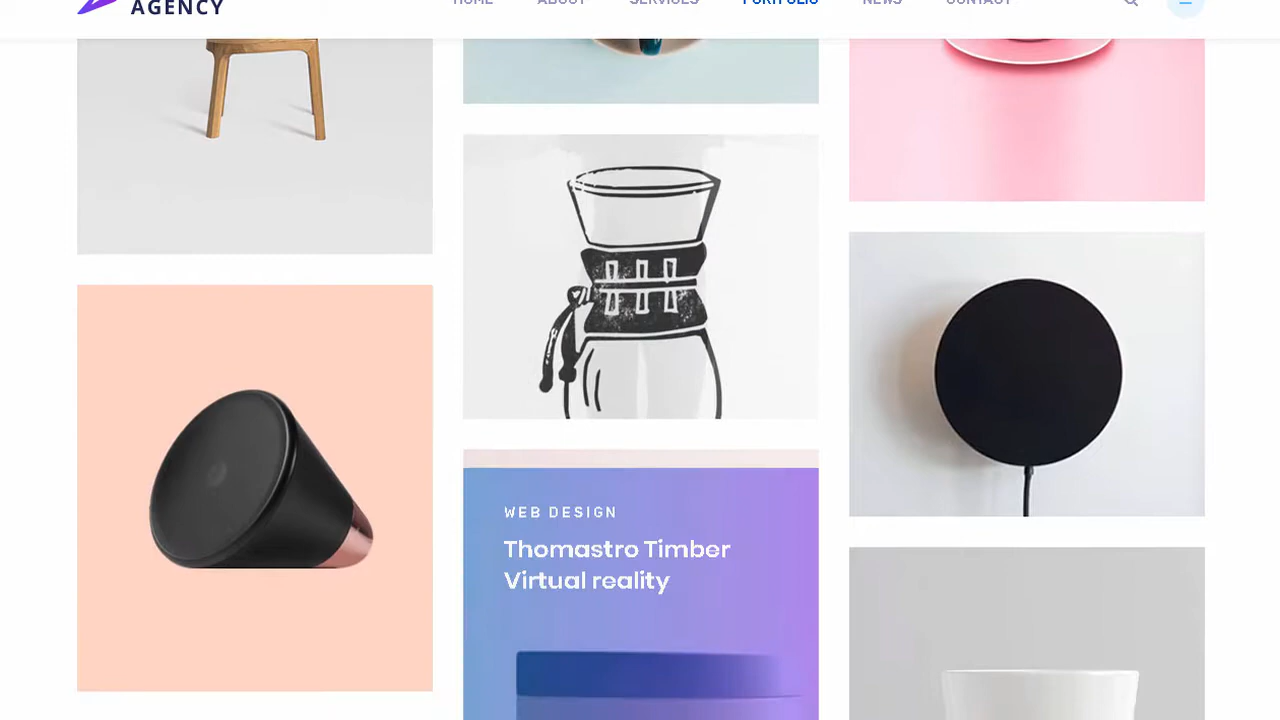 AGENCY
HOME ABOUT SERVICES PORTFOLIO NEWS CONTACT
WEB DESIGN
Thomastro Timber
Virtual reality